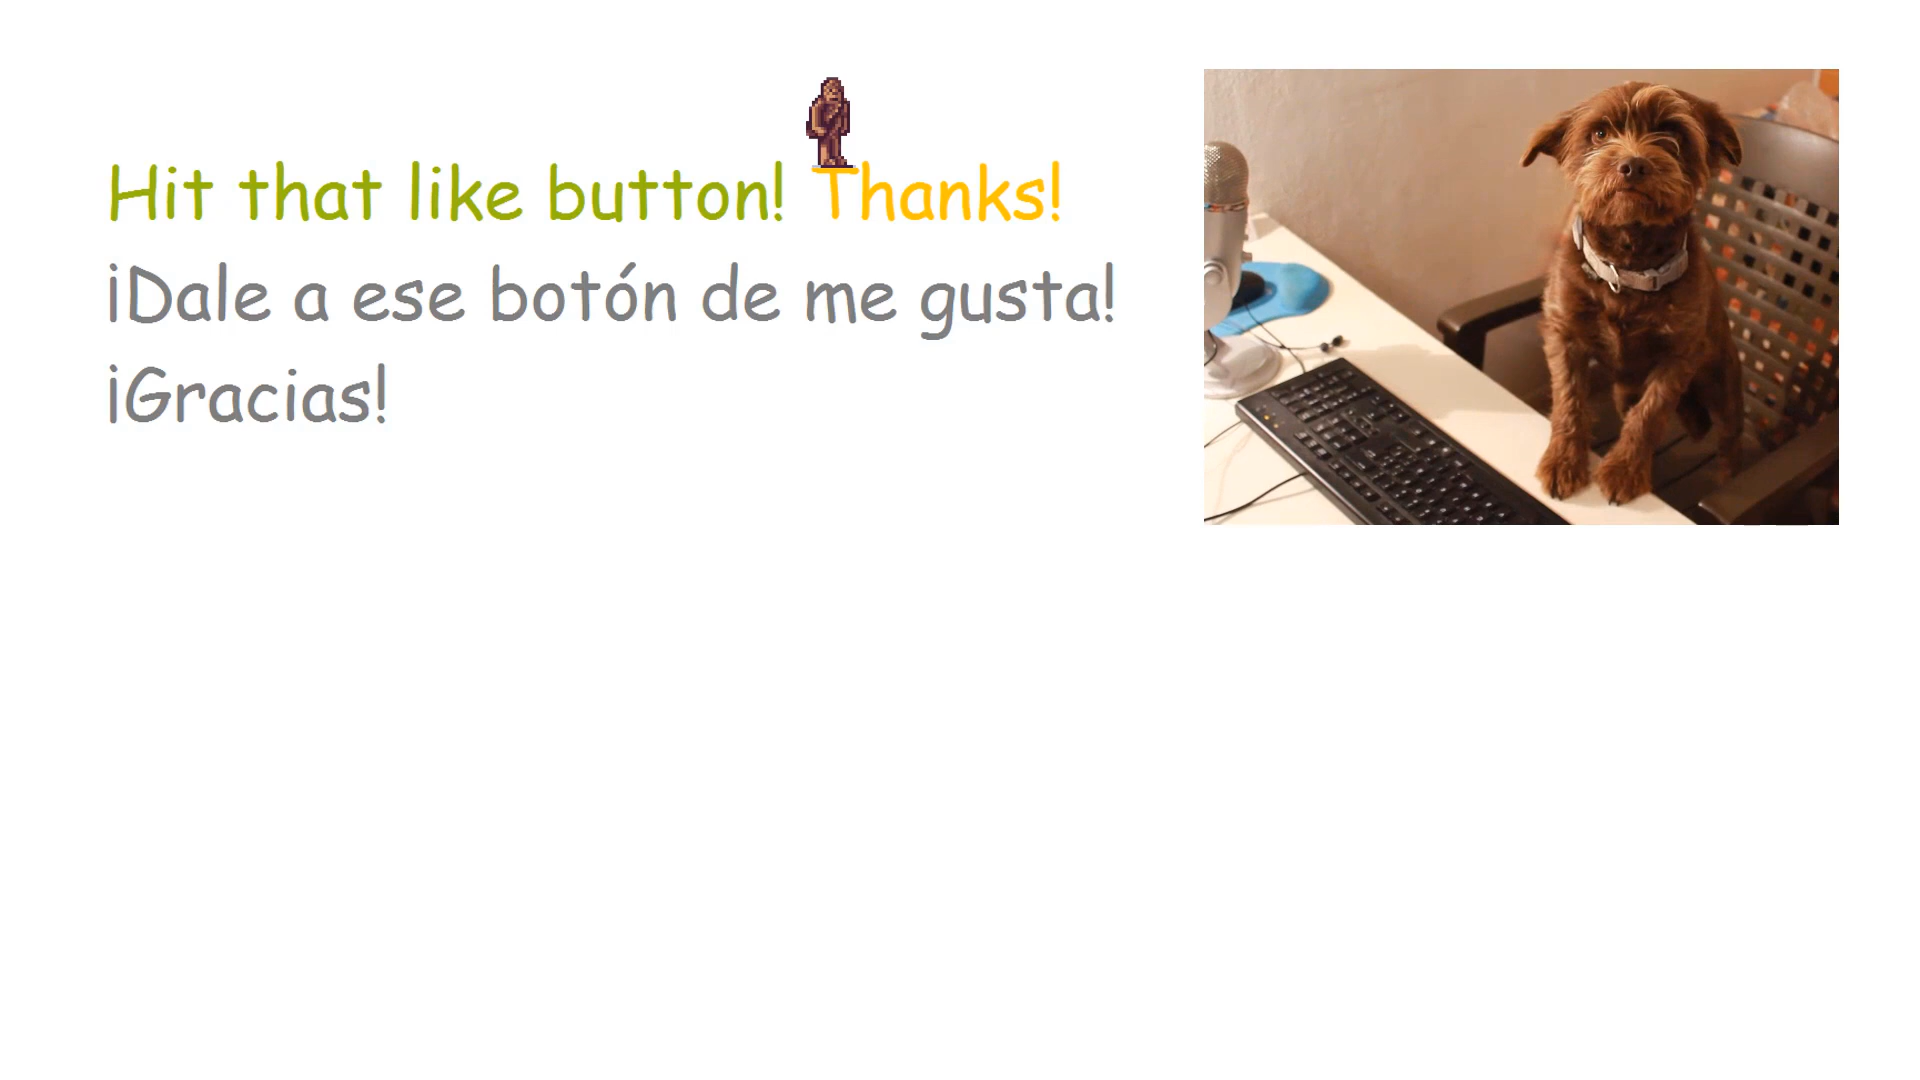 Hit that like button! Thanks!
¡Dale a ese botón de me gusta!
¡Gracias!